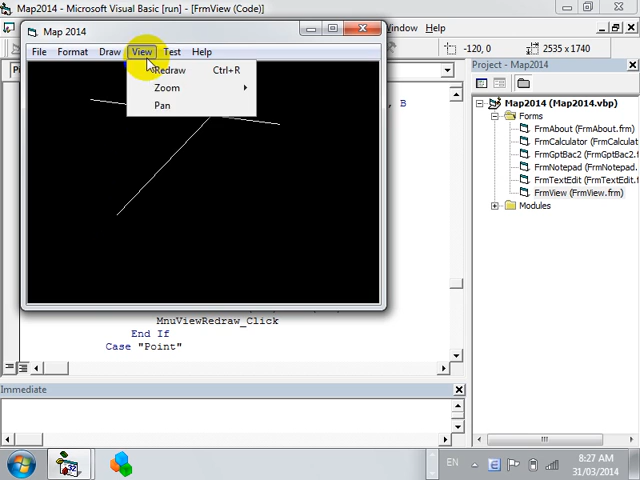 Map2014 - Microsoft Visual Basic [run] - [FrmView (Code)]
Map 2014
Window Help
File Format Draw View Test Help
-120, 0 2535 x 1740
Redraw Ctrl+R
Zoom
Pan
, B
Project - Map2014
Map2014 (Map2014.vbp)
Forms
FrmAbout (FrmAbout.frm)
FrmCalculator (FrmCalculat
FrmGptBac2 (FrmGptBac2.f
FrmNotepad (FrmNotepad.
FrmTextEdit (FrmTextEdit.fr
FrmView (FrmView.frm)
Modules
MnuViewRedraw_Click
End If
Case "Point"
Immediate
EN
8:27 AM
31/03/2014